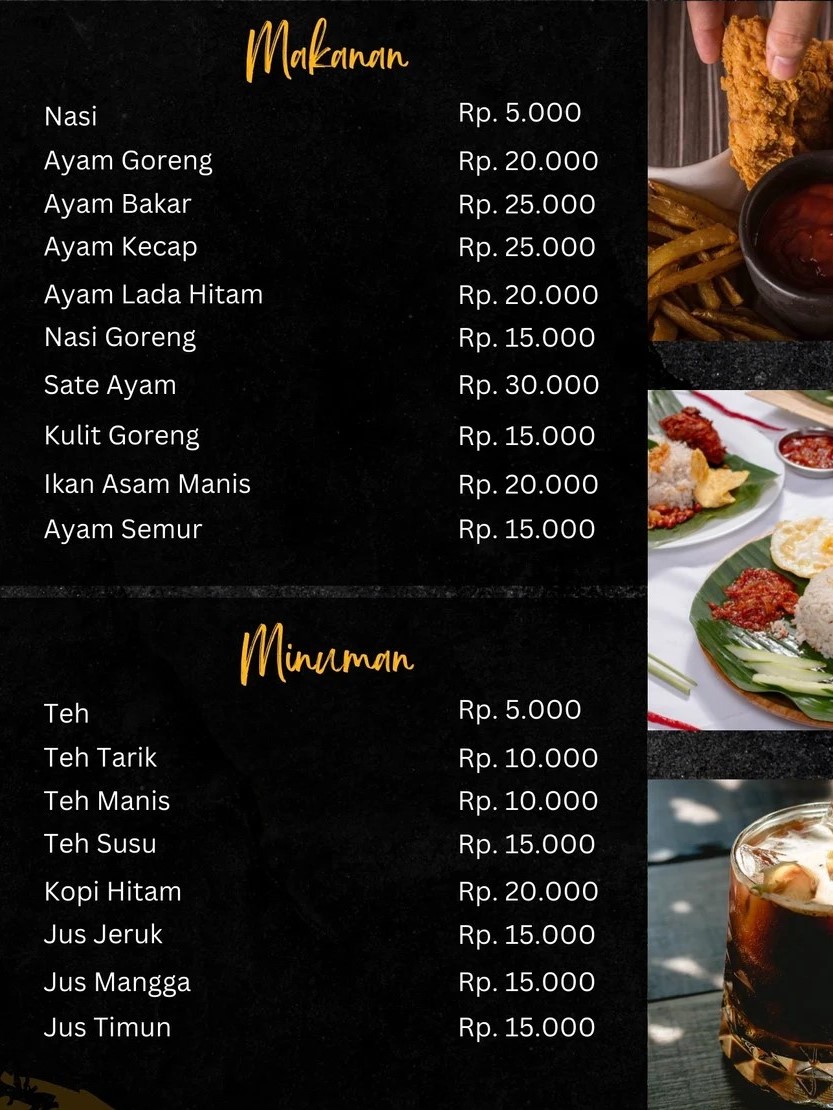 Makanan
Nasi Rp. 5.000
Ayam Goreng Rp. 20.000
Ayam Bakar Rp. 25.000
Ayam Kecap Rp. 25.000
Ayam Lada Hitam Rp. 20.000
Nasi Goreng Rp. 15.000
Sate Ayam Rp. 30.000
Kulit Goreng Rp. 15.000
Ikan Asam Manis Rp. 20.000
Ayam Semur Rp. 15.000
Minuman
Teh Rp. 5.000
Teh Tarik Rp. 10.000
Teh Manis Rp. 10.000
Teh Susu Rp. 15.000
Kopi Hitam Rp. 20.000
Jus Jeruk Rp. 15.000
Jus Mangga Rp. 15.000
Jus Timun Rp. 15.000